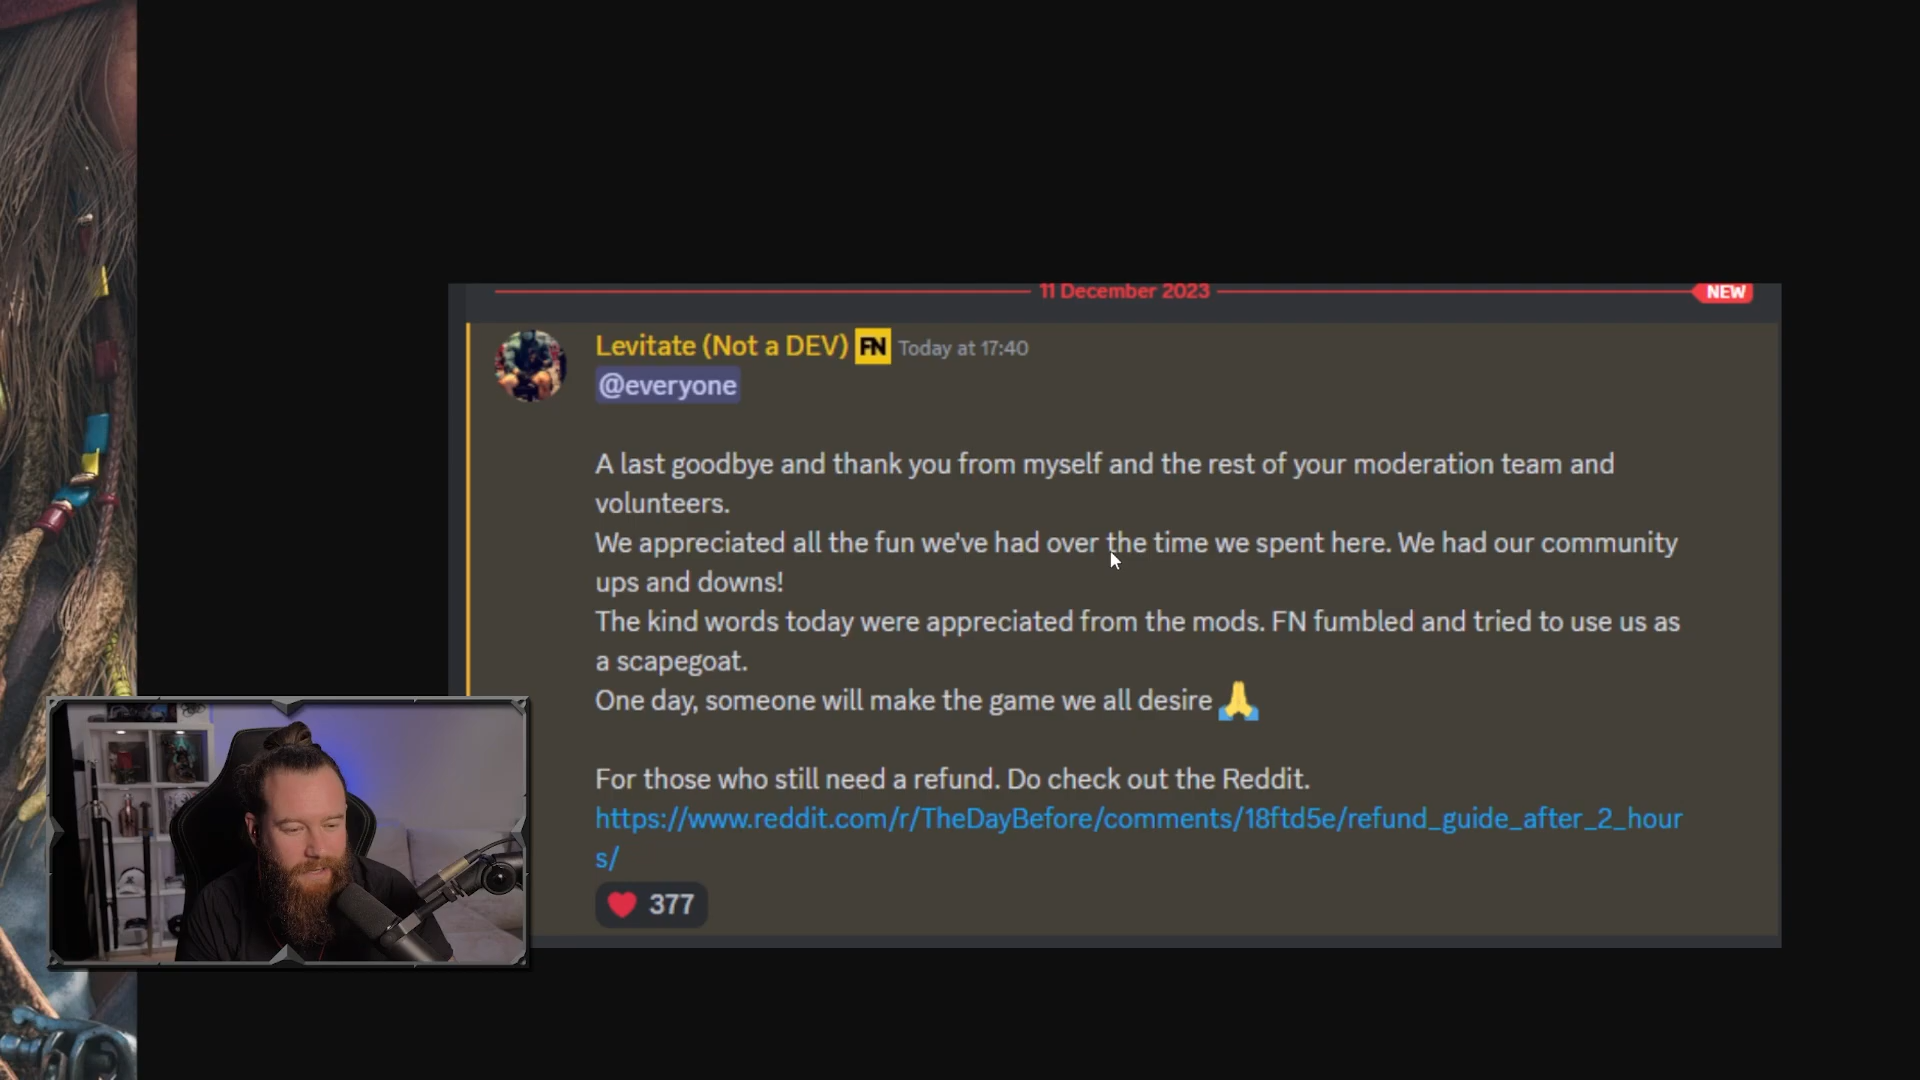 11 December 2023
NEW
Levitate (Not a DEV) FN Today at 17:40
@everyone
A last goodbye and thank you from myself and the rest of your moderation team and
volunteers.
We appreciated all the fun we've had over the time we spent here. We had our community
ups and downs!
The kind words today were appreciated from the mods. FN fumbled and tried to use us as
a scapegoat.
One day, someone will make the game we all desire 🙏
For those who still need a refund. Do check out the Reddit.
https://www.reddit.com/r/TheDayBefore/comments/18ftd5e/refund_guide_after_2_hour
s/
❤️ 377